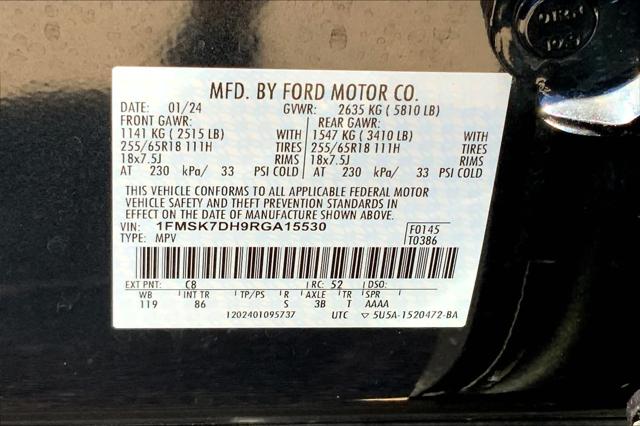 MFD. BY FORD MOTOR CO.
DATE: 01/24 GVWR: 2635 KG ( 5810 LB)
FRONT GAWR: REAR GAWR:
1141 KG ( 2515 LB) WITH 1547 KG ( 3410 LB) WITH
255/65R18 111H TIRES 255/65R18 111H TIRES
18x7.5J RIMS 18x7.5J RIMS
AT 230 kPa/ 33 PSI COLD AT 230 kPa/ 33 PSI COLD
THIS VEHICLE CONFORMS TO ALL APPLICABLE FEDERAL MOTOR
VEHICLE SAFETY AND THEFT PREVENTION STANDARDS IN
EFFECT ON THE DATE OF MANUFACTURE SHOWN ABOVE.
VIN: 1FMSK7DH9RGA15530 F0145
TYPE: MPV T0386
EXT PNT: C8 RC: 52 DSO:
WB INT TR TP/PS R AXLE TR SPR
119 86 S 3B T AAAA
1202401095737 UTC ▽ 5U5A-1520472-BA